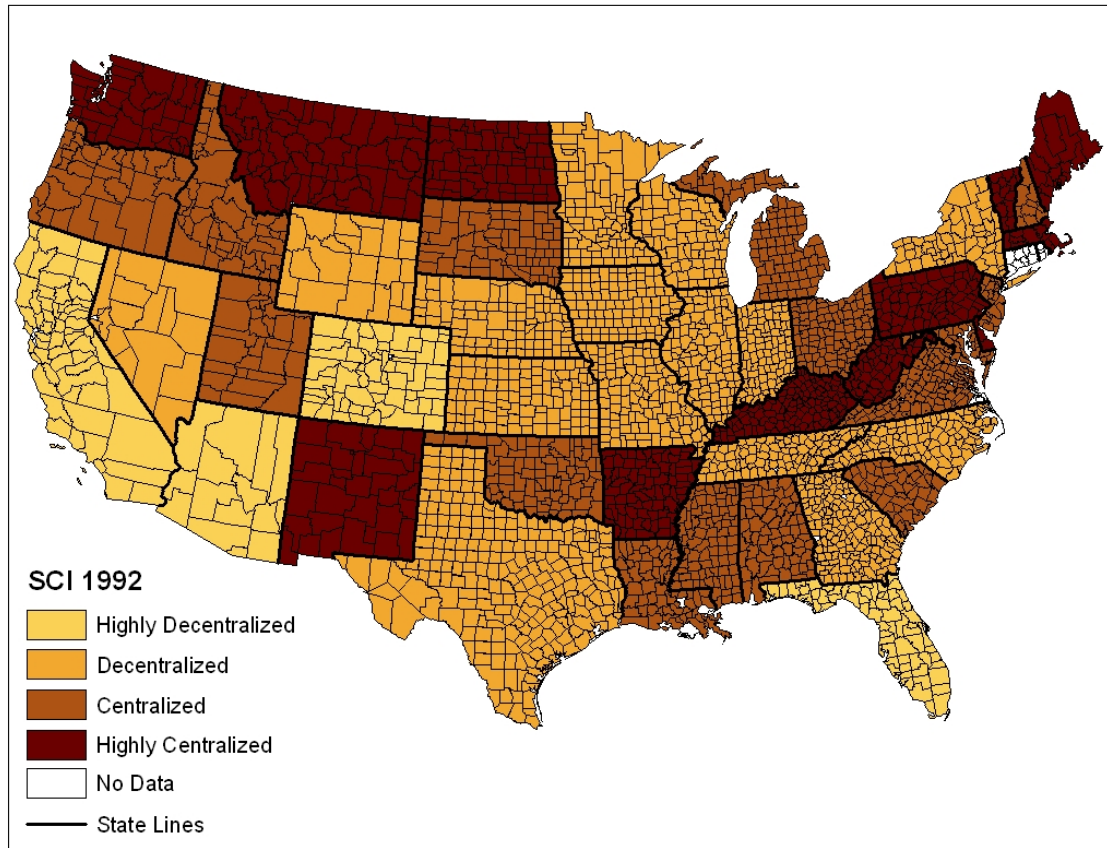 SCI 1992
Highly Decentralized
Decentralized
Centralized
Highly Centralized
No Data
State Lines